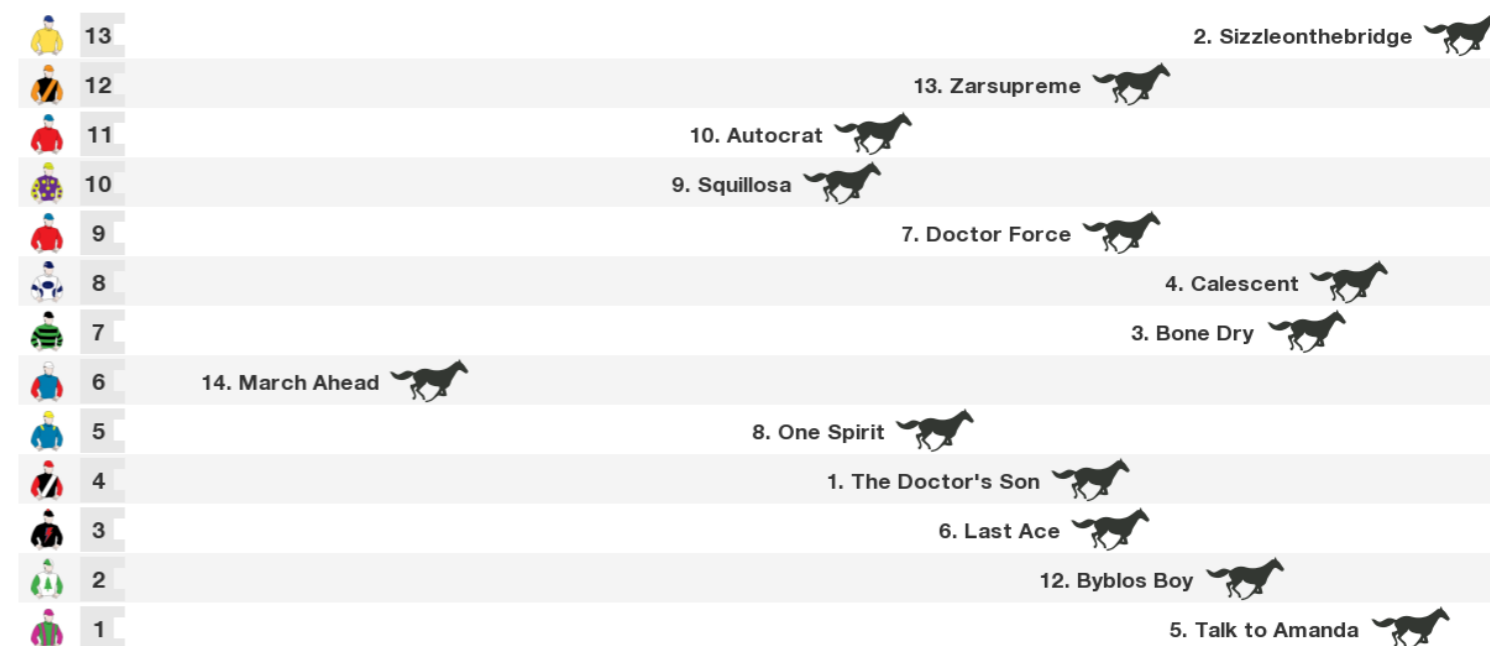 13 2. Sizzleonthebridge
12 13. Zarsupreme
11 10. Autocrat
10 9. Squillosa
9 7. Doctor Force
8 4. Calescent
7 3. Bone Dry
6 14. March Ahead
5 8. One Spirit
4 1. The Doctor's Son
3 6. Last Ace
2 12. Byblos Boy
1 5. Talk to Amanda